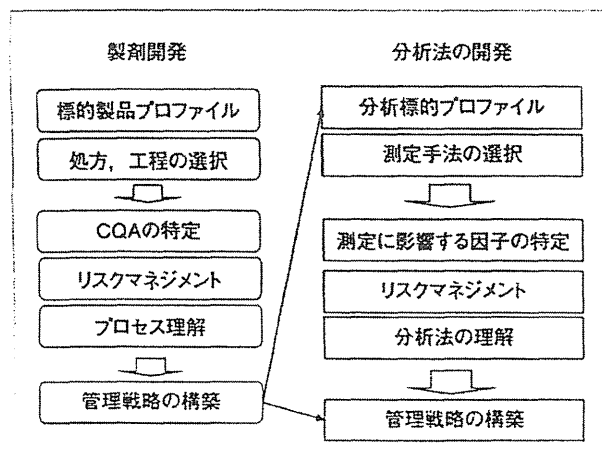 製剤開発
標的製品プロファイル
処方，工程の選択
CQAの特定
リスクマネジメント
プロセス理解
管理戦略の構築
分析法の開発
分析標的プロファイル
測定手法の選択
測定に影響する因子の特定
リスクマネジメント
分析法の理解
管理戦略の構築